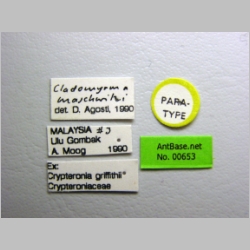 Cladomyrma
maschwitzi
det. D. Agosti, 1990
PARA-
TYPE
MALAYSIA #3
Ulu Gombak
A. Moog 1990
AntBase.net
No. 00653
Ex:
Crypteronia griffithii
Crypteroniaceae